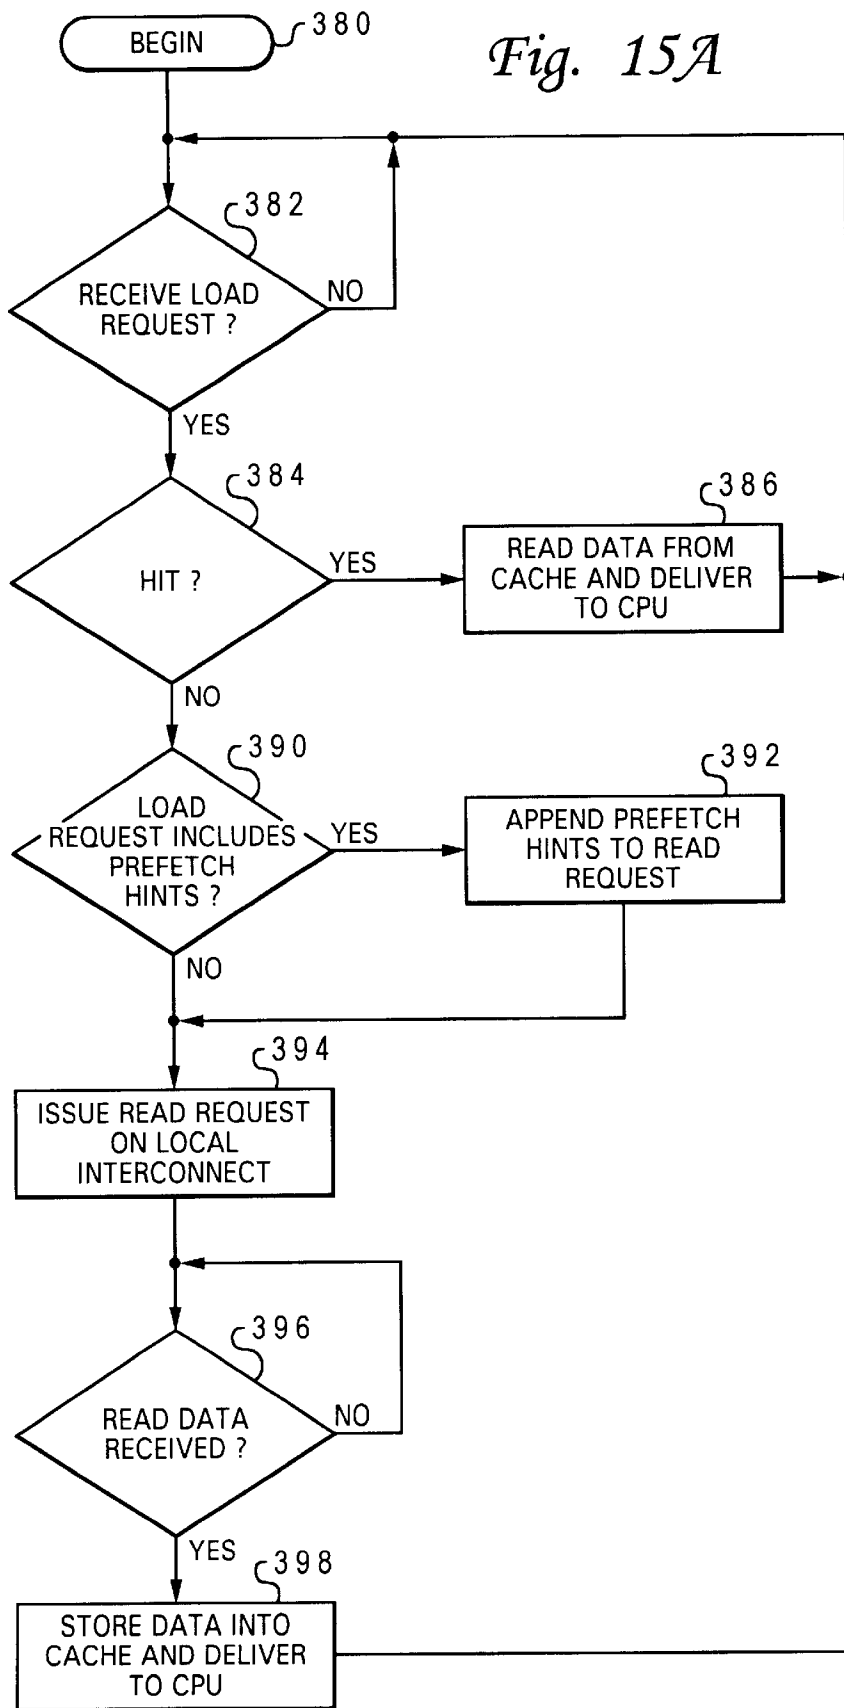 BEGIN
380
Fig. 15A
382
RECEIVE LOAD
REQUEST ?
NO
YES
384
HIT ?
YES
386
READ DATA FROM
CACHE AND DELIVER
TO CPU
NO
390
LOAD
REQUEST INCLUDES
PREFETCH
HINTS ?
YES
392
APPEND PREFETCH
HINTS TO READ
REQUEST
NO
394
ISSUE READ REQUEST
ON LOCAL
INTERCONNECT
396
READ DATA
RECEIVED ?
NO
YES
398
STORE DATA INTO
CACHE AND DELIVER
TO CPU